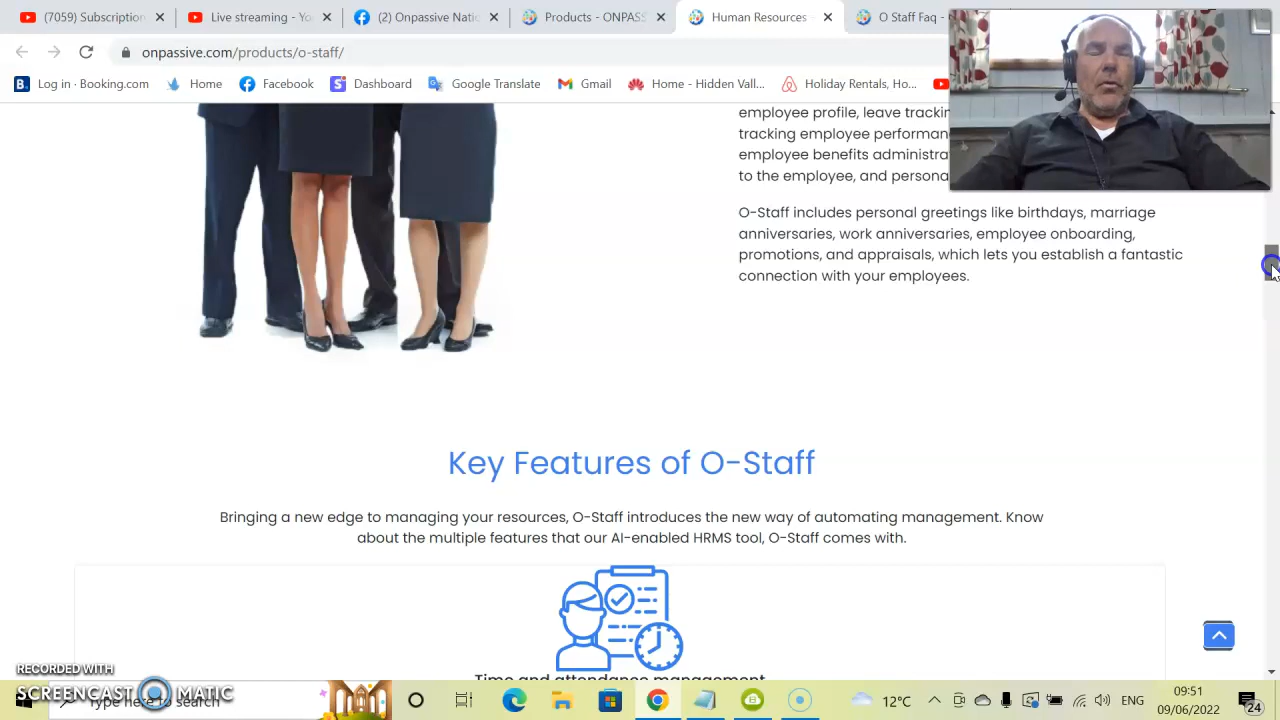 (7059) Subscription
Live streaming - Yo
(2) Onpassive Nati
Products - ONPASS
Human Resources -
O Staff Faq -
onpassive.com/products/o-staff/
B. Log in · Booking.com
Home
Facebook
Dashboard
Google Translate
Gmail
Home - Hidden Vall...
Holiday Rentals, Ho...
employee profile, leave
tracking employee
employee benefits
to the employee, and
O-Staff includes personal greetings like birthdays, marriage
anniversaries, work anniversaries, employee onboarding,
promotions, and appraisals, which lets you establish a fantastic
connection with your employees.
Key Features of O-Staff
Bringing a new edge to managing your resources, O-Staff introduces the new way of automating management. Know
about the multiple features that our AI-enabled HRMS tool, O-Staff comes with.
Time and attendance management
RECORDED WITH
SCREENCAST MATIC
Type here to search
12°C
ENG
09:51
09/06/2022
24